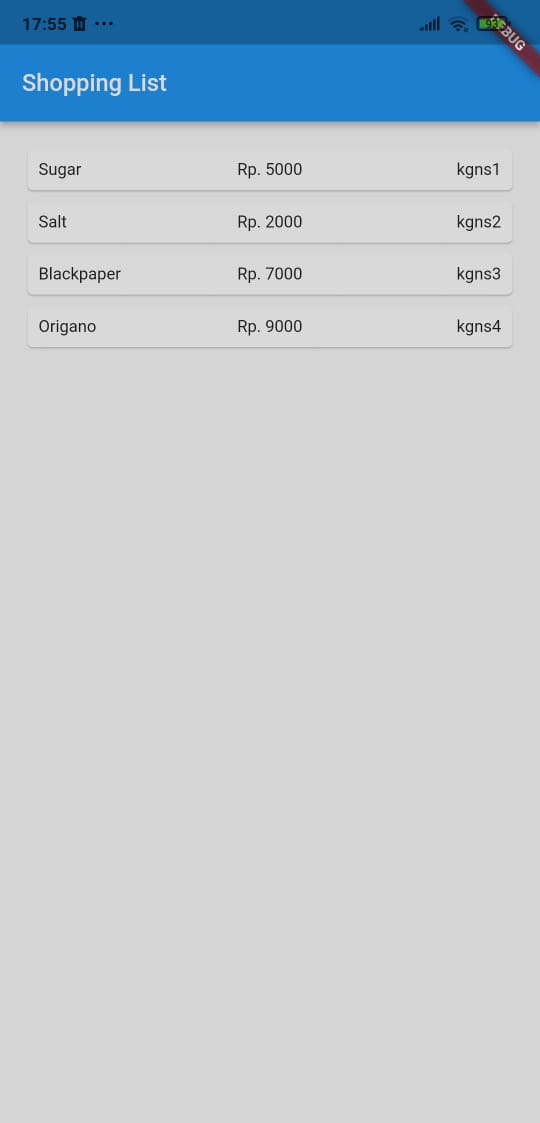 17:55 93
DEBUG
Shopping List
Sugar Rp. 5000 kgns1
Salt Rp. 2000 kgns2
Blackpaper Rp. 7000 kgns3
Origano Rp. 9000 kgns4